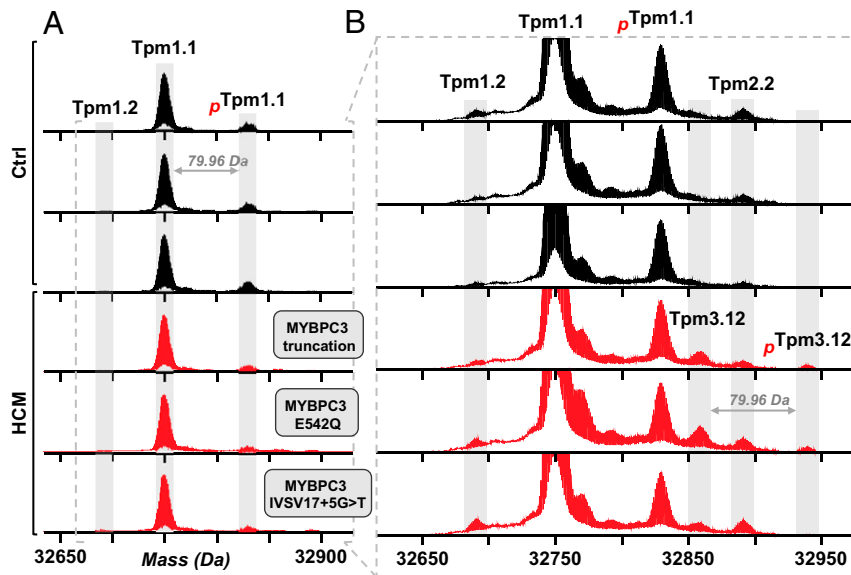 A
B
Tpm1.1
Tpm1.2
pTpm1.1
79.96 Da
Ctrl
HCM
MYBPC3
truncation
MYBPC3
E542Q
MYBPC3
IVSV17+5G>T
32650
Mass (Da)
32900
Tpm1.1
pTpm1.1
Tpm1.2
Tpm2.2
Tpm3.12
pTpm3.12
79.96 Da
32650
32750
32850
32950